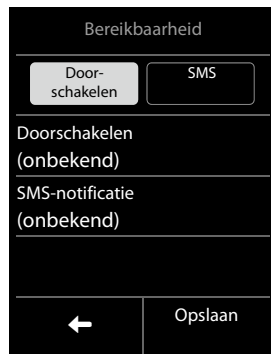 Bereikbaarheid
Door-
schakelen
SMS
Doorschakelen
(onbekend)
SMS-notificatie
(onbekend)
Opslaan